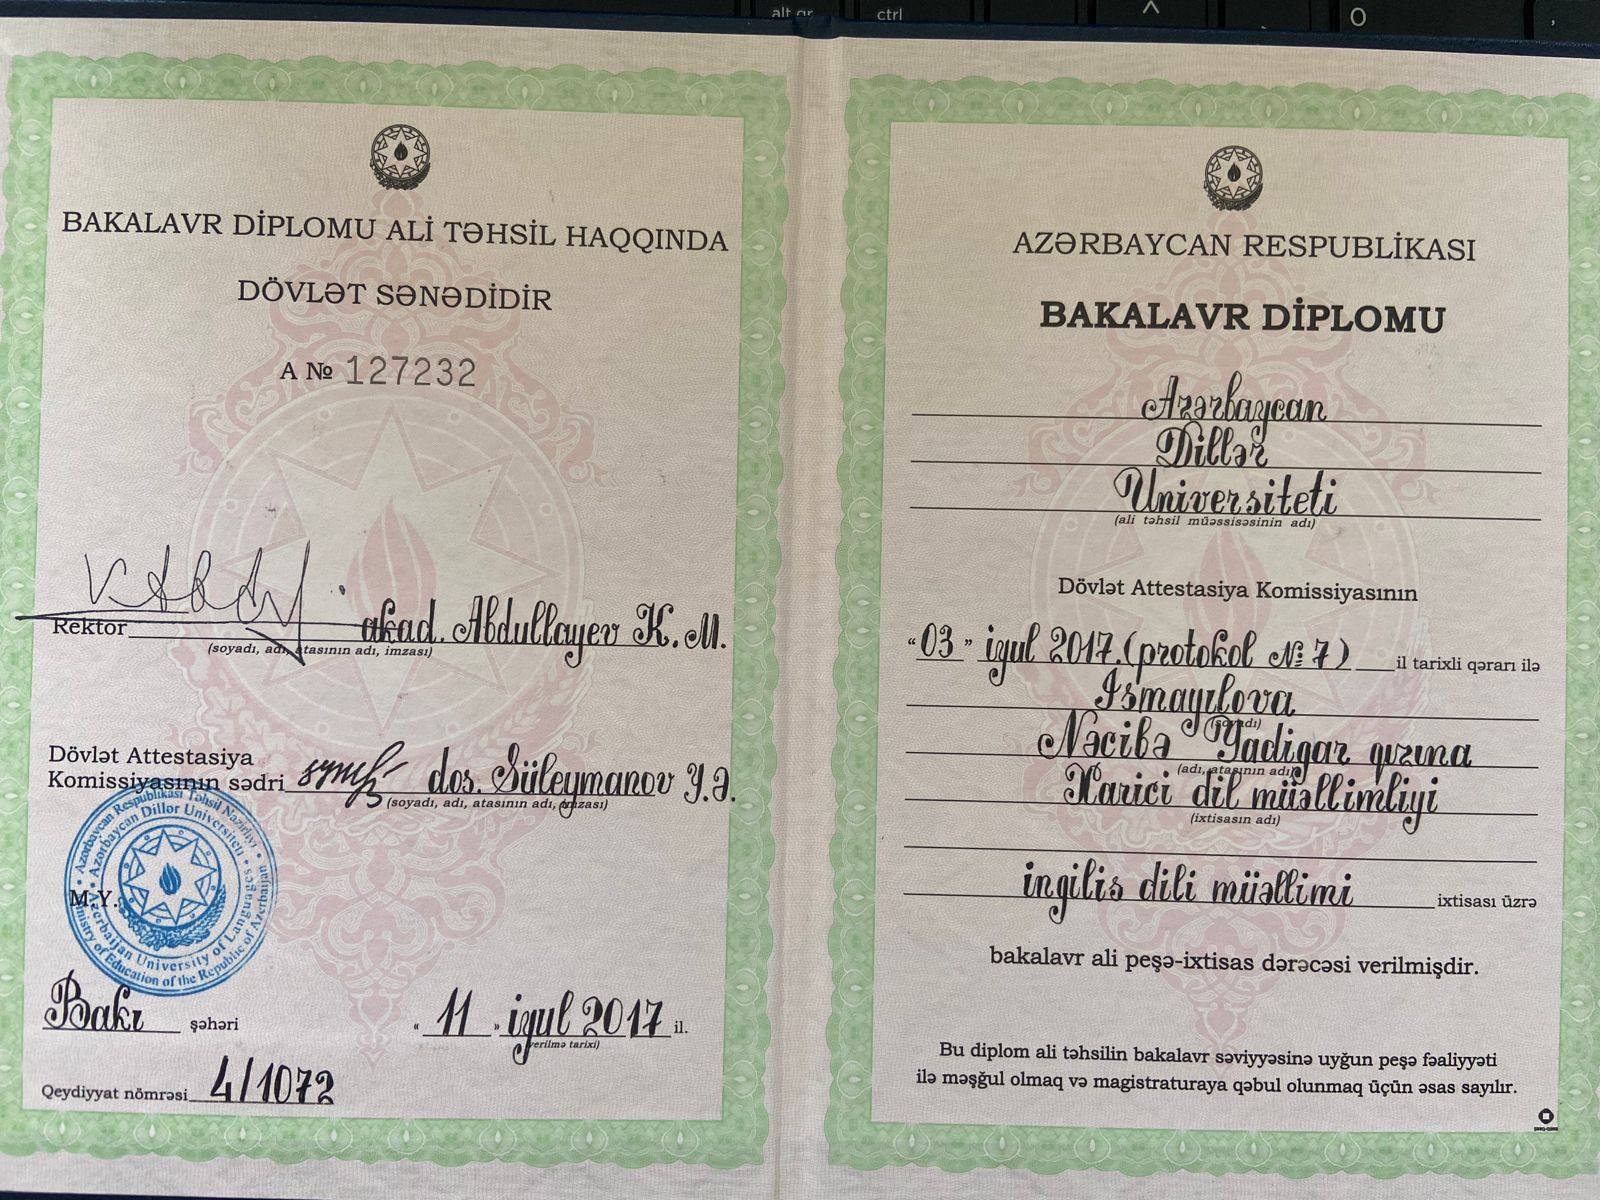 alt gr
ctrl
^
O
BAKALAVR DİPLOMU ALİ TƏHSİL HAQQINDA
DÖVLƏT SƏNƏDİDİR
A № 127232
Rektor akad. Abdullayev K. M.
(soyadı, adı, atasının adı, imzası)
Dövlət Attestasiya
Komissiyasının sədri dos. Süleymanov Y.Ə.
(soyadı, adı, atasının adı, imzası)
Azərbaycan Respublikası Təhsil Nazirliyi
Azərbaycan Dillər Universiteti
Azerbaijan University of Languages
Ministry of Education of the Republic of Azerbaijan
M.Y.
Bakı şəhəri « 11 » iyul 2017 il.
(verilmə tarixi)
Qeydiyyat nömrəsi 4/1072
AZƏRBAYCAN RESPUBLİKASI
BAKALAVR DİPLOMU
Azərbaycan
Dillər
Universiteti
(ali təhsil müəssisəsinin adı)
Dövlət Attestasiya Komissiyasının
“03” iyul 2017.(protokol № 7) il tarixli qərarı ilə
İsmayılova
(soyadı)
Nəcibə Yadigar qızına
(adı, atasının adı)
Xarici dil müəllimliyi
(ixtisasın adı)
ingilis dili müəllimi ixtisası üzrə
bakalavr ali peşə-ixtisas dərəcəsi verilmişdir.
Bu diplom ali təhsilin bakalavr səviyyəsinə uyğun peşə fəaliyyəti
ilə məşğul olmaq və magistraturaya qəbul olunmaq üçün əsas sayılır.